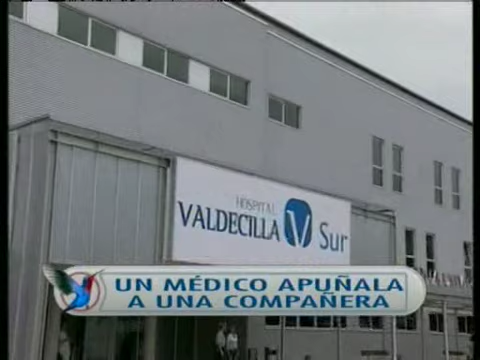 HOSPITAL
VALDECILLA V Sur
UN MÉDICO APUÑALA
A UNA COMPAÑERA